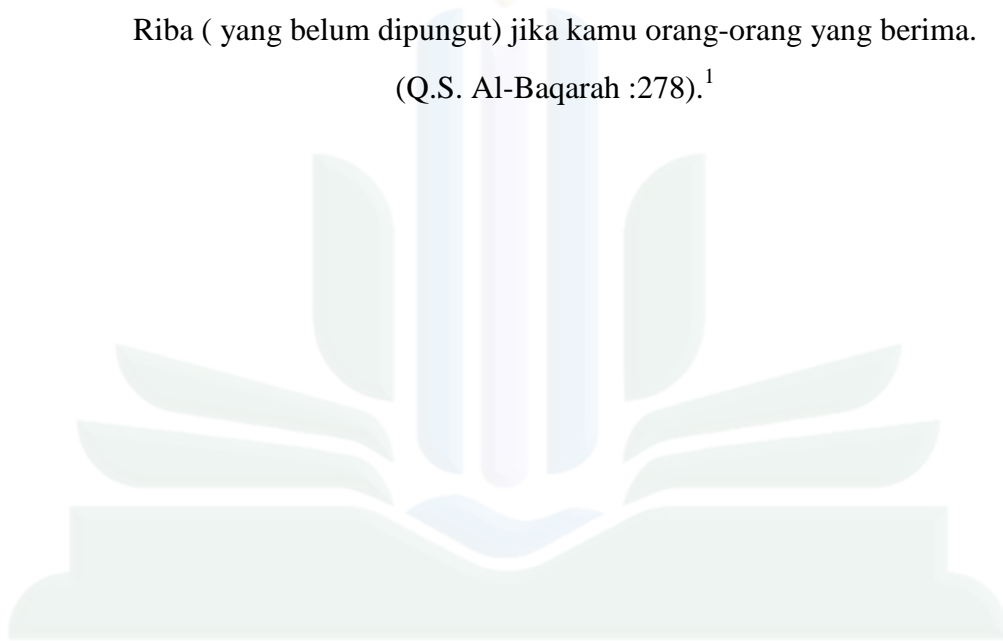 Riba ( yang belum dipungut) jika kamu orang-orang yang berima.
(Q.S. Al-Baqarah :278).¹